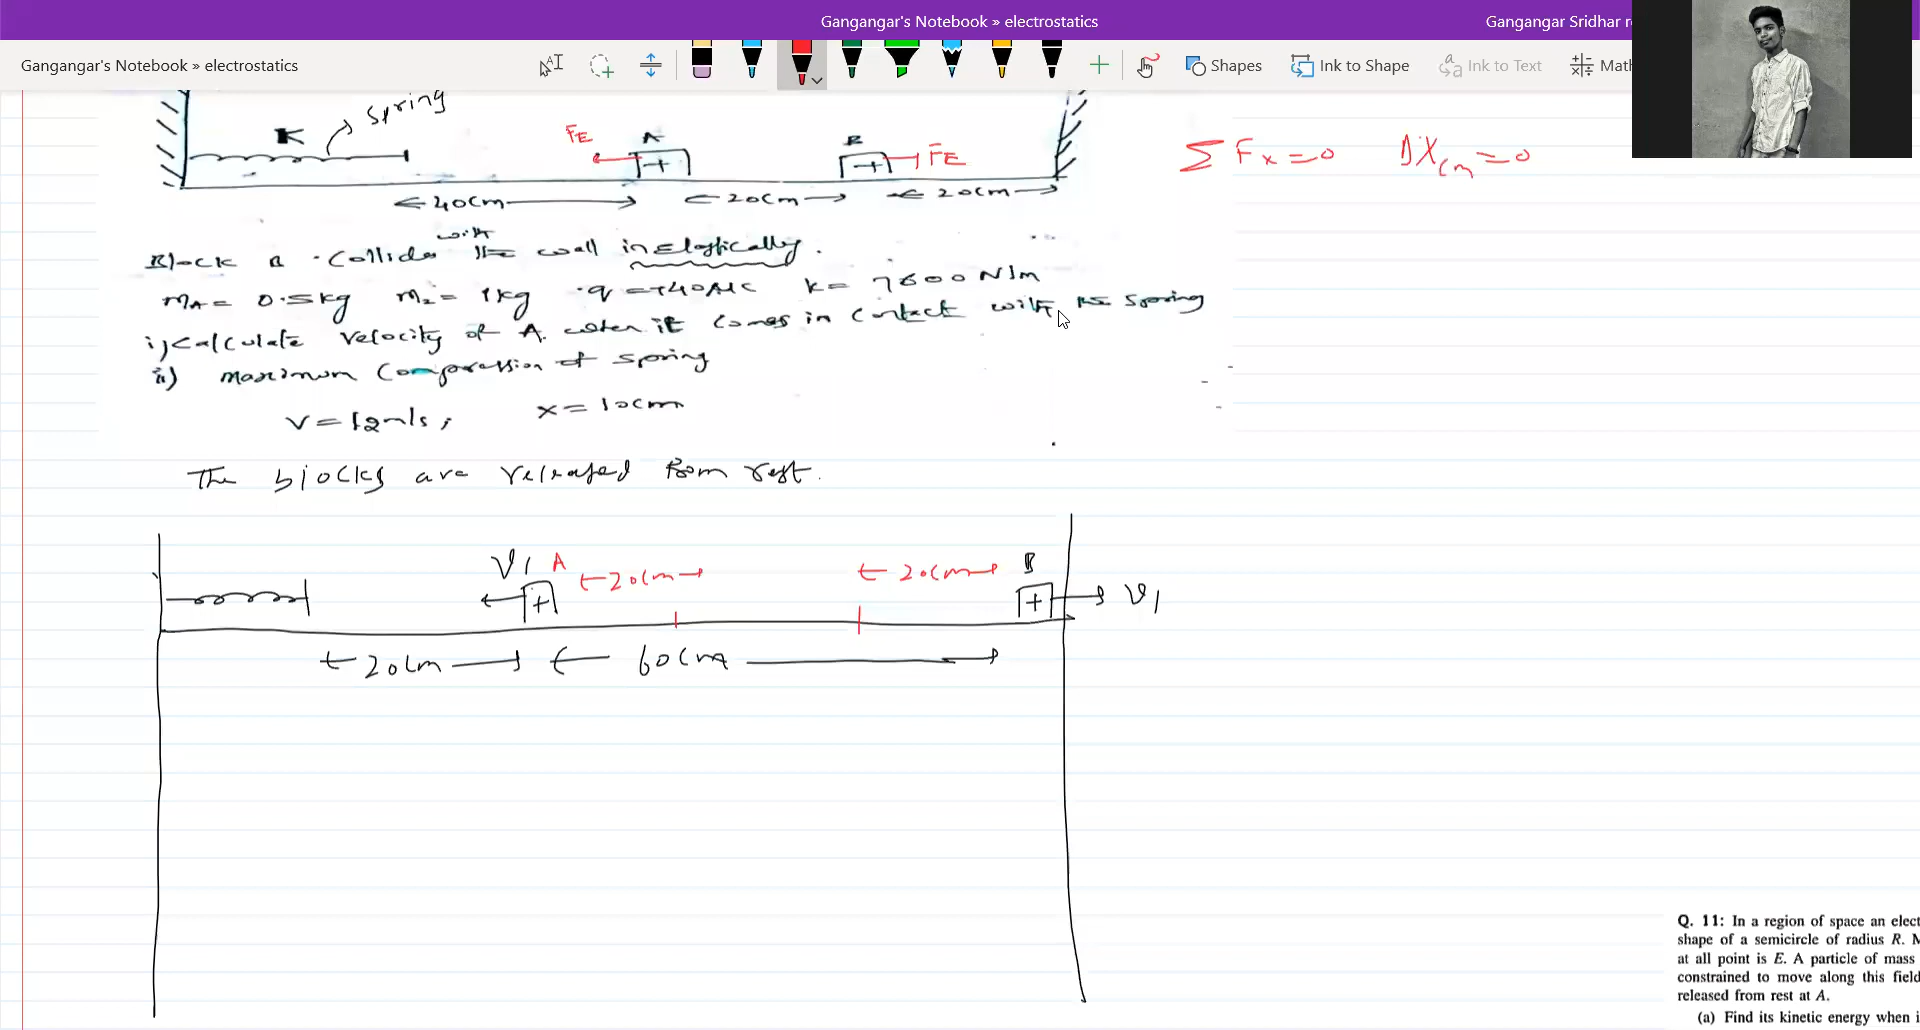 Gangangar's Notebook » electrostatics
Gangangar Sridhar
Gangangar's Notebook » electrostatics
Shapes
Ink to Shape
Ink to Text
Math
Spring
K
FE
A
B
FE
+
+
ΣFx=0 ΔXcm=0
40cm
20cm
20cm
Block B collides with the wall inelastically.
mA= 0.5kg m2= 1kg q=+40μC k= 7600N/m
i) calculate velocity of A when it comes in contact with the spring
ii) maximum compression of spring
v=12m/s; x=10cm
The blocks are released from rest.
V1 A
20cm
20cm
B
+
+
V1
20cm
60cm
Q. 11: In a region of space an elect
shape of a semicircle of radius R.
at all point is E. A particle of mass
constrained to move along this field
released from rest at A.
(a) Find its kinetic energy when i